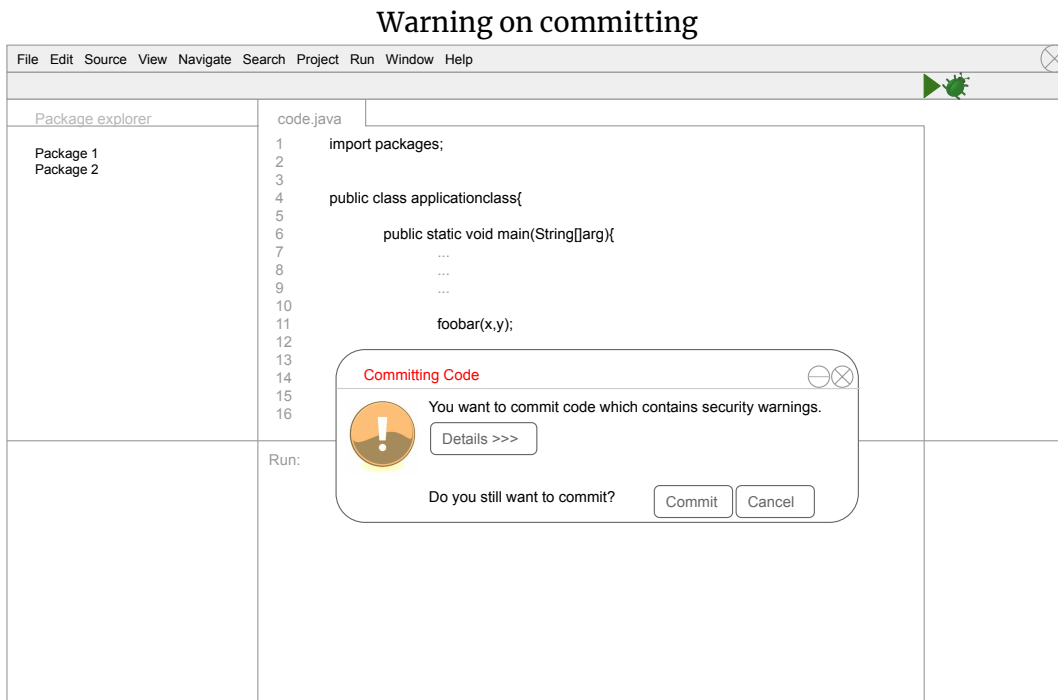 Warning on committing
File Edit Source View Navigate Search Project Run Window Help
Package explorer
Package 1
Package 2
code.java
1 import packages;
2
3
4 public class applicationclass{
5
6 public static void main(String[]arg){
7 ...
8 ...
9 ...
10
11 foobar(x,y);
12
13
14
15
16
Committing Code
!
You want to commit code which contains security warnings.
Details >>>
Do you still want to commit?
Commit Cancel
Run: